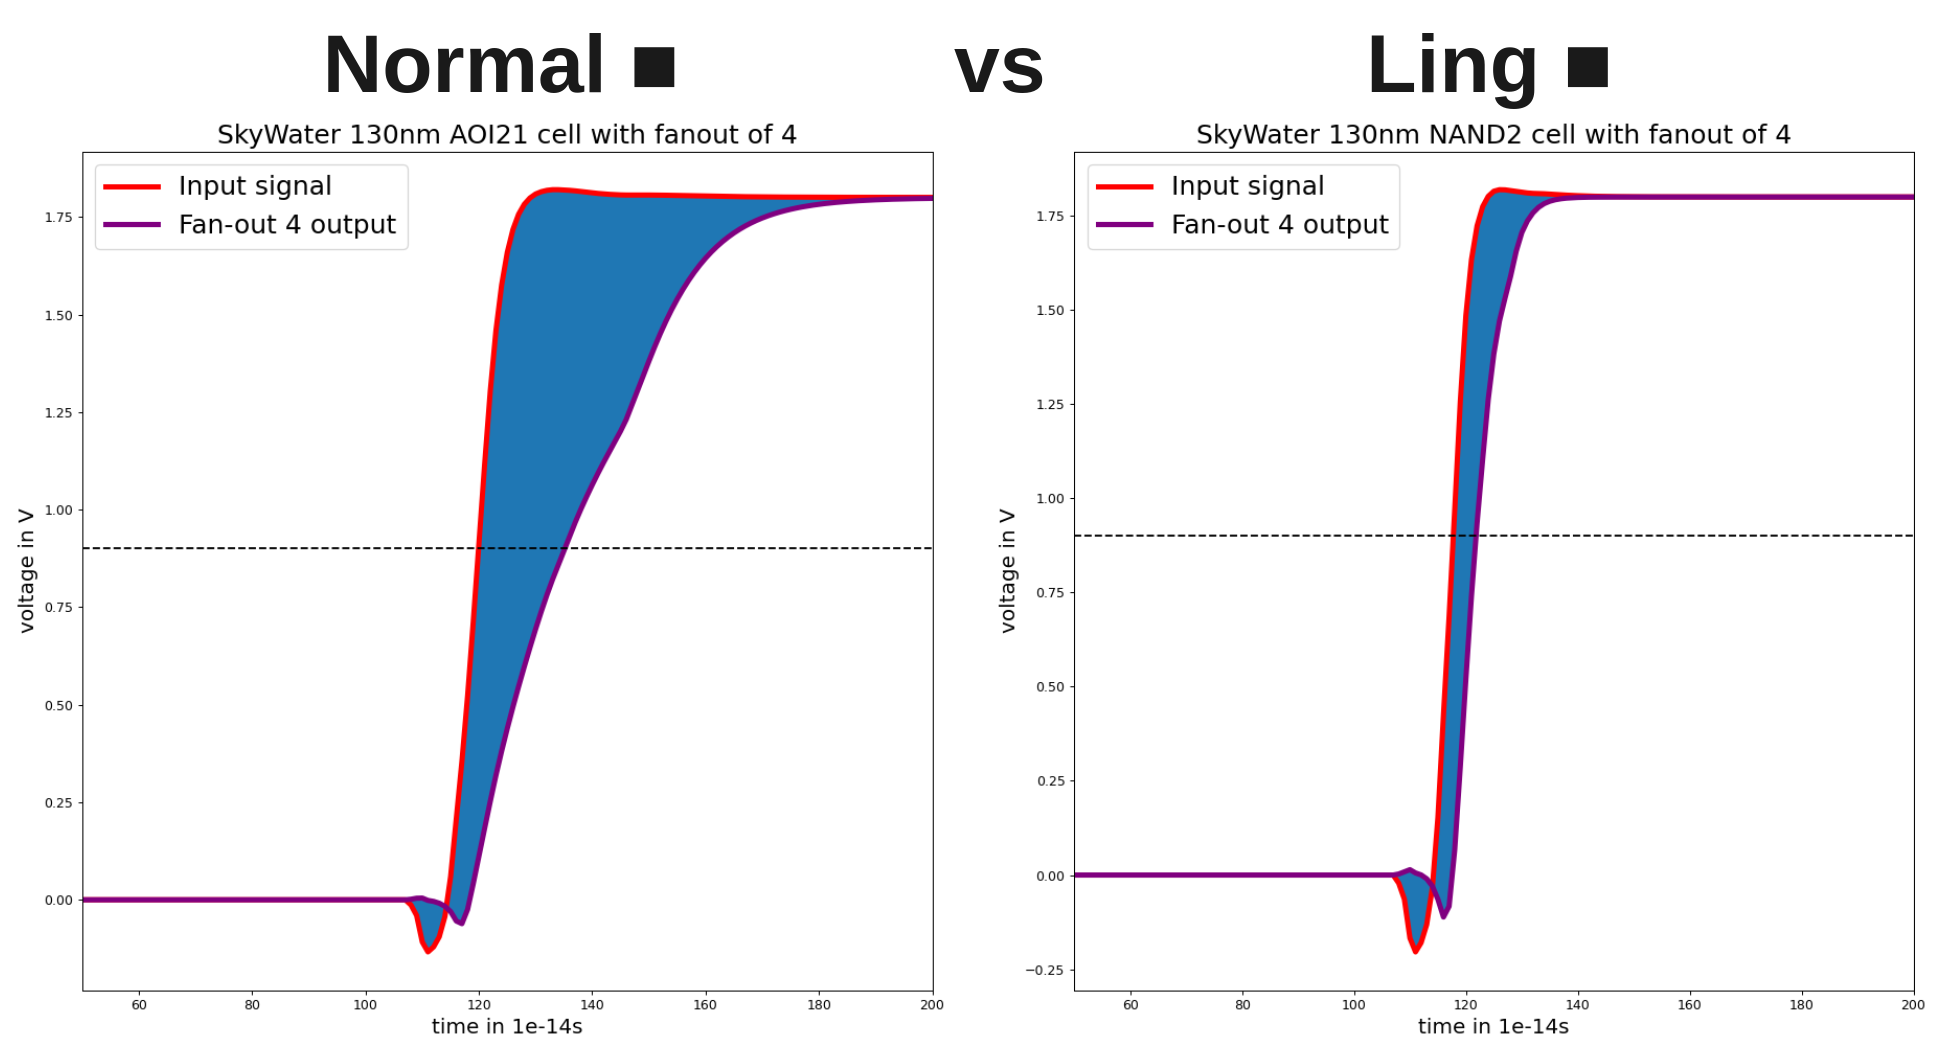 Normal ■ vs Ling ■
SkyWater 130nm AOI21 cell with fanout of 4
Input signal
Fan-out 4 output
1.75
1.50
1.25
1.00
0.75
0.50
0.25
0.00
voltage in V
60 80 100 120 140 160 180 200
time in 1e-14s
SkyWater 130nm NAND2 cell with fanout of 4
Input signal
Fan-out 4 output
1.75
1.50
1.25
1.00
0.75
0.50
0.25
0.00
−0.25
voltage in V
60 80 100 120 140 160 180 200
time in 1e-14s